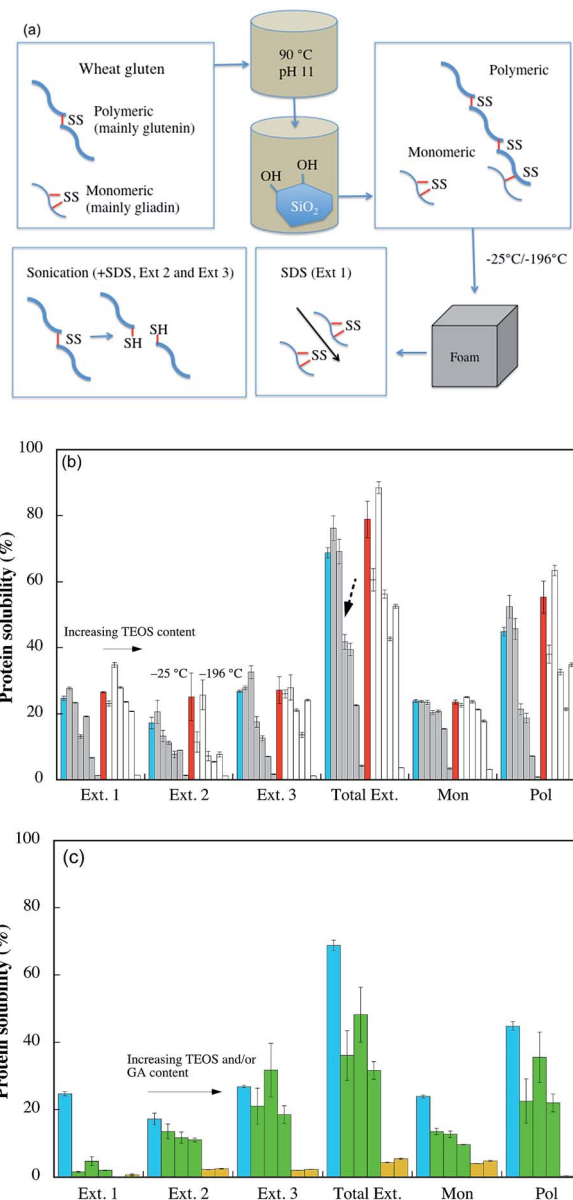 (a)
Wheat gluten
SS
Polymeric
(mainly glutenin)
SS
Monomeric
(mainly gliadin)
90 °C
pH 11
OH
OH
SiO₂
Polymeric
SS
SS
Monomeric
SS
SS
-25°C/-196°C
Sonication (+SDS, Ext 2 and Ext 3)
SS
SH
SH
SDS (Ext 1)
SS
SS
Foam
(b)
Protein solubility (%)
100
80
60
40
20
0
Increasing TEOS content
–25 °C
–196 °C
Ext. 1
Ext. 2
Ext. 3
Total Ext.
Mon
Pol
(c)
Protein solubility (%)
100
80
60
40
20
0
Increasing TEOS and/or
GA content
Ext. 1
Ext. 2
Ext. 3
Total Ext.
Mon
Pol